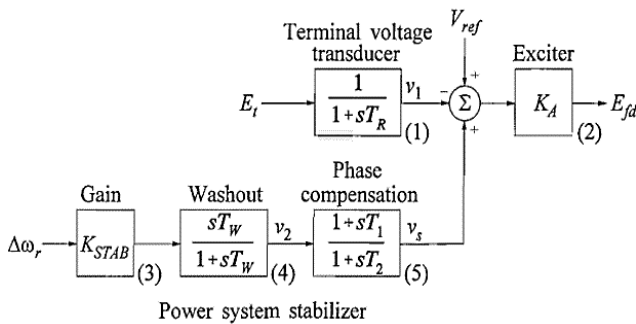 Terminal voltage
transducer
V_ref
Exciter
E_t
1
1+sT_R
v_1
(1)
−
+
Σ
+
K_A
(2)
E_fd
Gain
Washout
Phase
compensation
Δω_r
K_STAB
(3)
sT_W
1+sT_W
v_2
(4)
1+sT_1
1+sT_2
v_s
(5)
Power system stabilizer